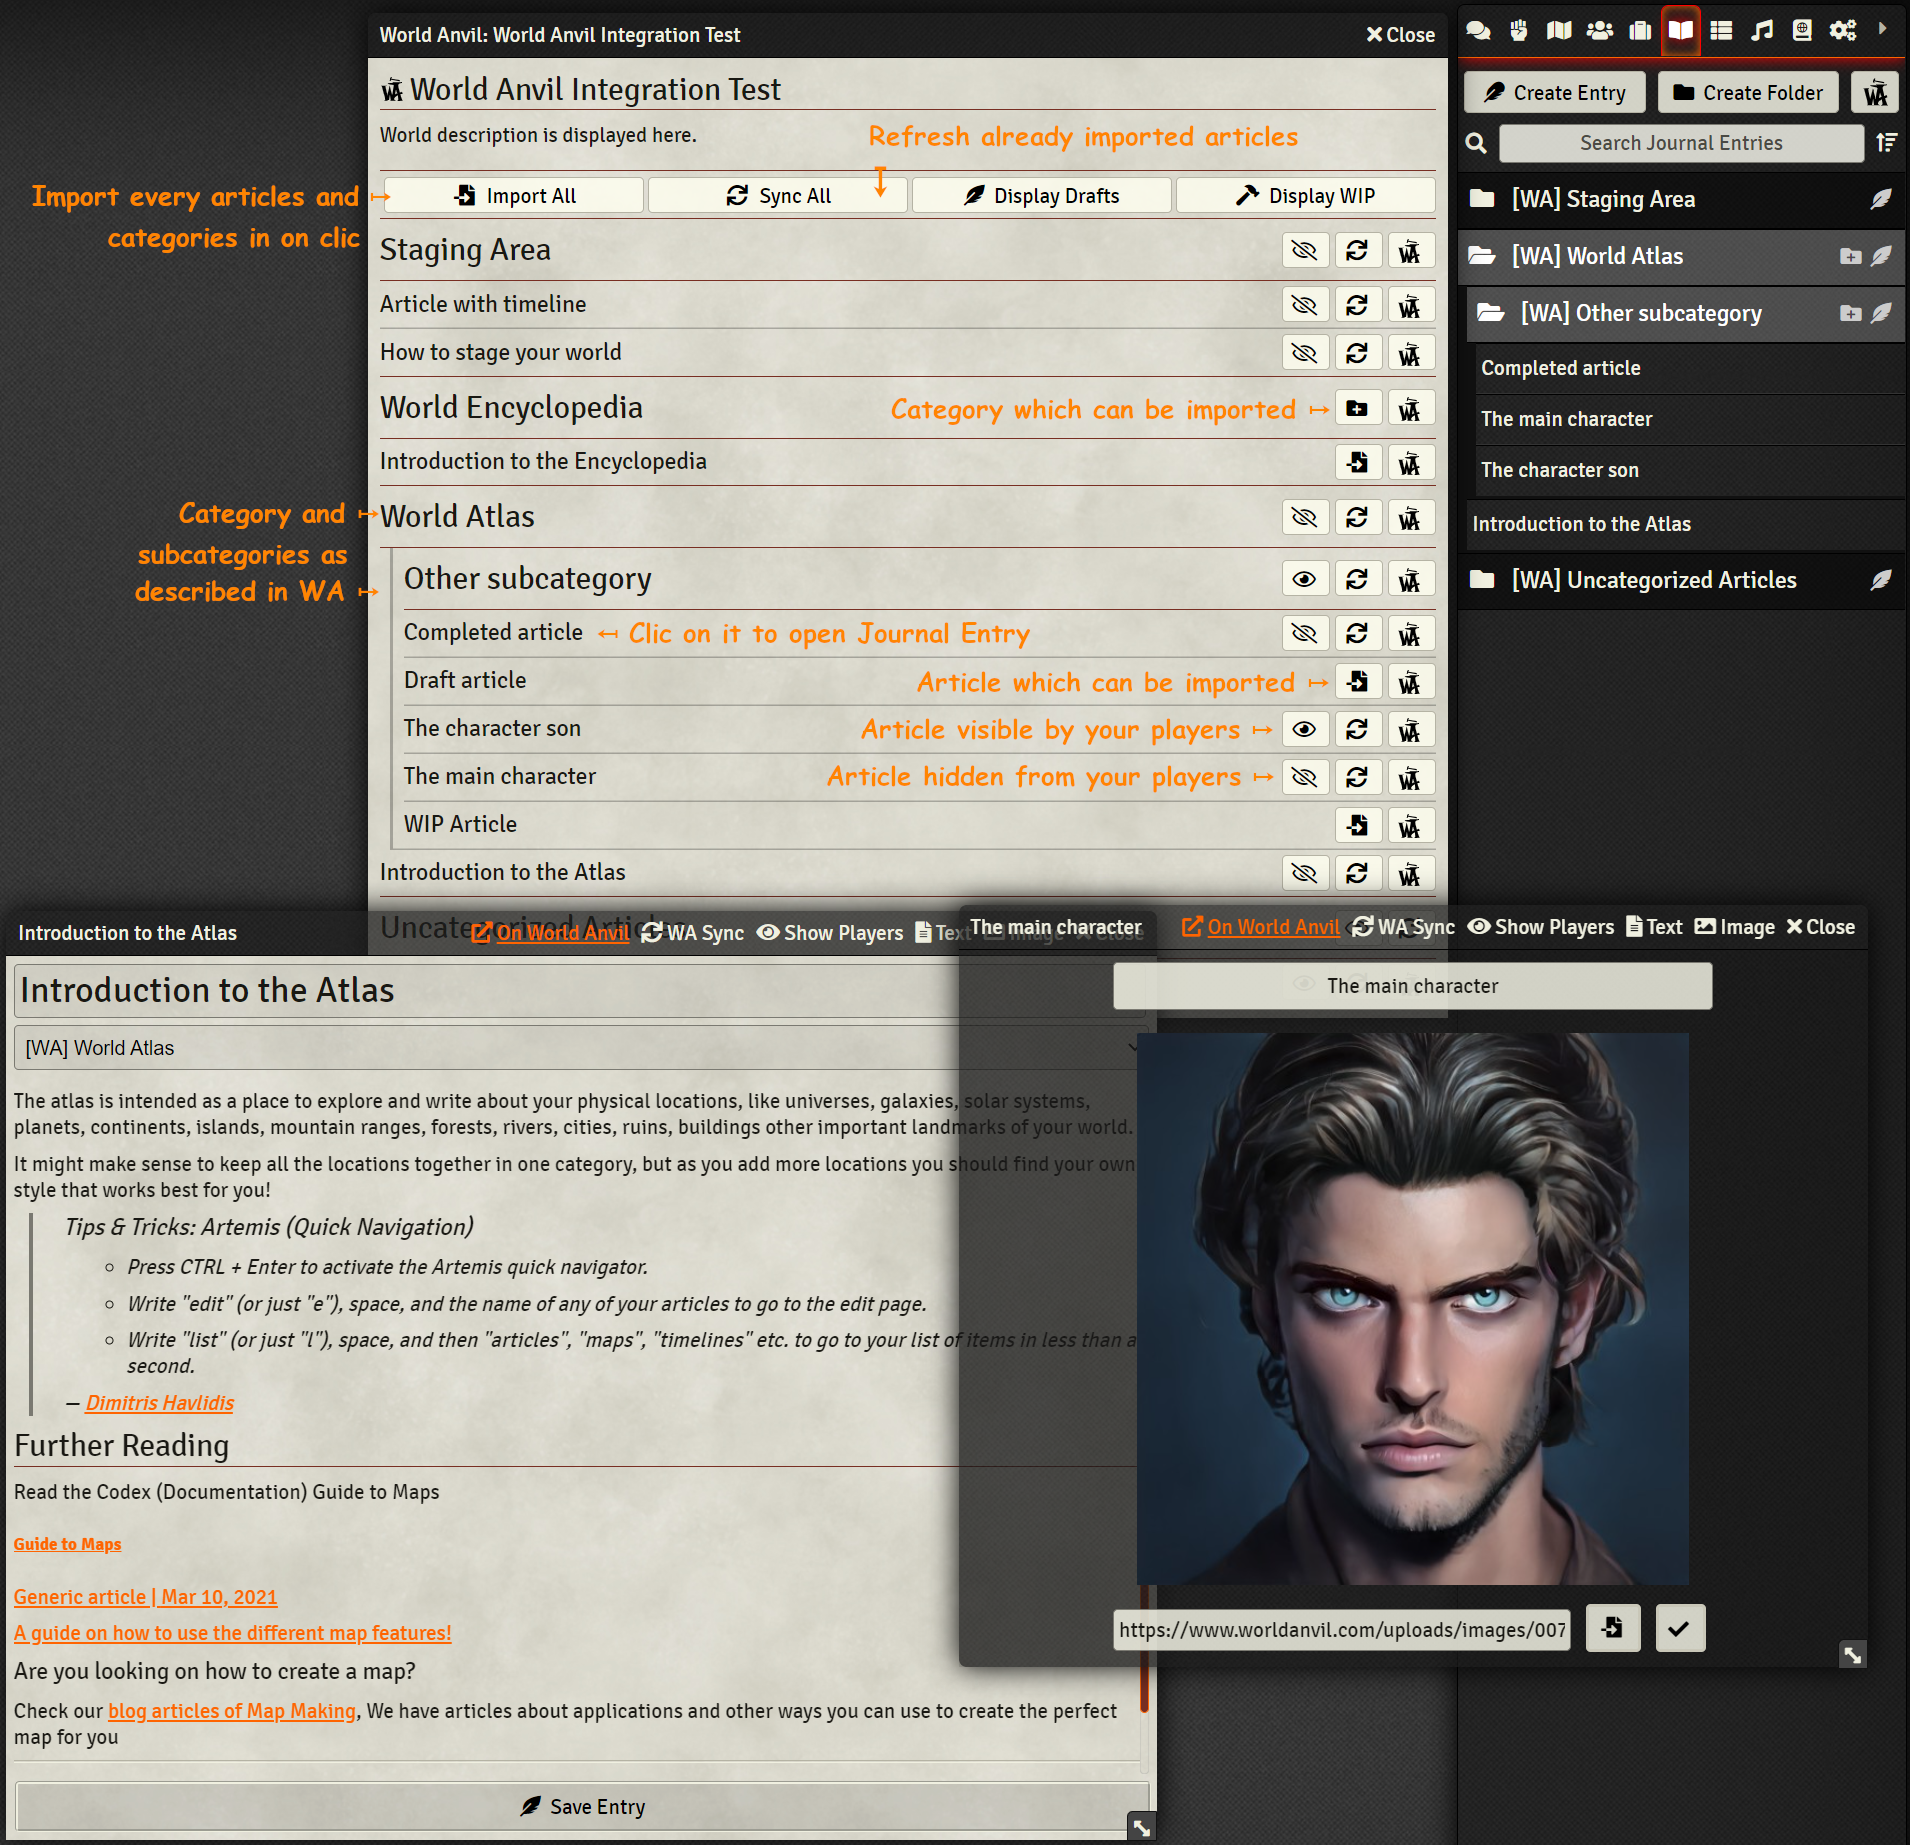 World Anvil: World Anvil Integration Test
Close
World Anvil Integration Test
World description is displayed here.
Refresh already imported articles
Import every articles and
categories in on clic
Import All
Sync All
Display Drafts
Display WIP
Staging Area
Article with timeline
How to stage your world
World Encyclopedia
Category which can be imported
Introduction to the Encyclopedia
Category and
subcategories as
described in WA
World Atlas
Other subcategory
Completed article
Clic on it to open Journal Entry
Draft article
Article which can be imported
The character son
Article visible by your players
The main character
Article hidden from your players
WIP Article
Introduction to the Atlas
Uncategorized Articles
Create Entry
Create Folder
Search Journal Entries
[WA] Staging Area
[WA] World Atlas
[WA] Other subcategory
Completed article
The main character
The character son
Introduction to the Atlas
[WA] Uncategorized Articles
Introduction to the Atlas
On World Anvil
WA Sync
Show Players
Text
Image
Close
Introduction to the Atlas
[WA] World Atlas
The atlas is intended as a place to explore and write about your physical locations, like universes, galaxies, solar systems,
planets, continents, islands, mountain ranges, forests, rivers, cities, ruins, buildings other important landmarks of your world.
It might make sense to keep all the locations together in one category, but as you add more locations you should find your own
style that works best for you!
Tips & Tricks: Artemis (Quick Navigation)
Press CTRL + Enter to activate the Artemis quick navigator.
Write "edit" (or just "e"), space, and the name of any of your articles to go to the edit page.
Write "list" (or just "l"), space, and then "articles", "maps", "timelines" etc. to go to your list of items in less than a
second.
— Dimitris Havlidis
Further Reading
Read the Codex (Documentation) Guide to Maps
Guide to Maps
Generic article | Mar 10, 2021
A guide on how to use the different map features!
Are you looking on how to create a map?
Check our blog articles of Map Making, We have articles about applications and other ways you can use to create the perfect
map for you
Save Entry
The main character
On World Anvil
WA Sync
Show Players
Text
Image
Close
The main character
https://www.worldanvil.com/uploads/images/007